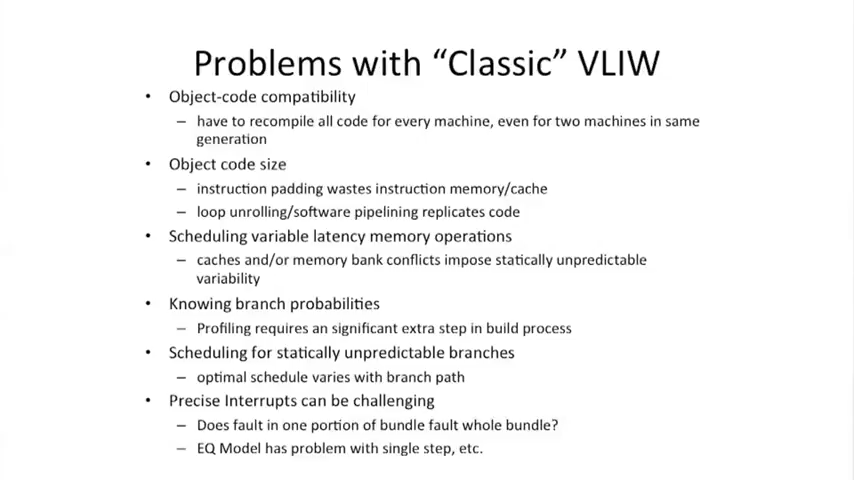 Problems with “Classic” VLIW
• Object-code compatibility
– have to recompile all code for every machine, even for two machines in same
generation
• Object code size
– instruction padding wastes instruction memory/cache
– loop unrolling/software pipelining replicates code
• Scheduling variable latency memory operations
– caches and/or memory bank conflicts impose statically unpredictable
variability
• Knowing branch probabilities
– Profiling requires an significant extra step in build process
• Scheduling for statically unpredictable branches
– optimal schedule varies with branch path
• Precise Interrupts can be challenging
– Does fault in one portion of bundle fault whole bundle?
– EQ Model has problem with single step, etc.